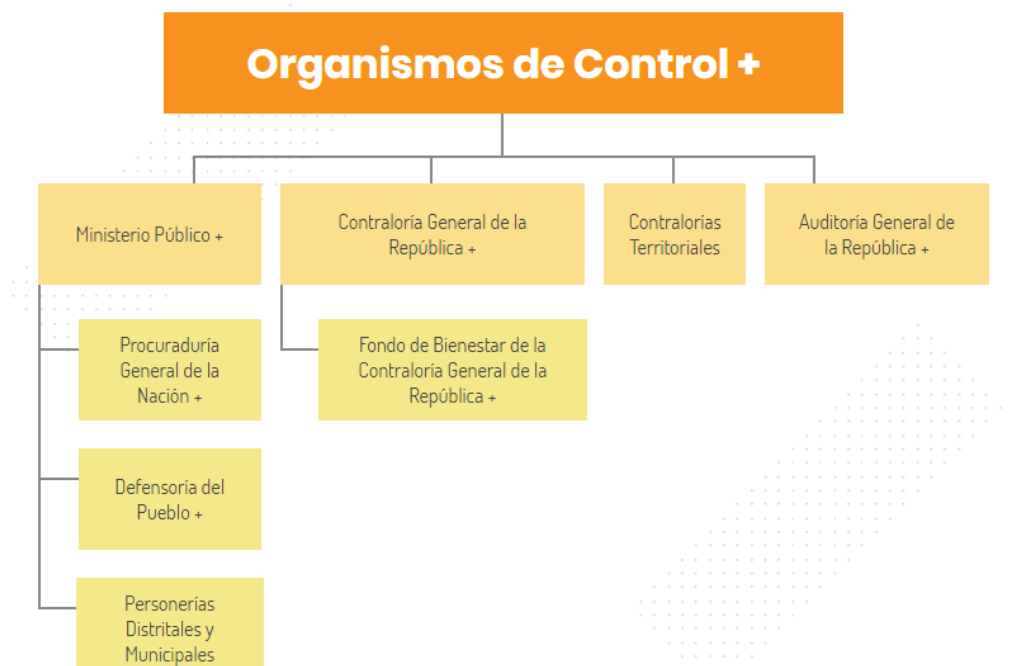 Organismos de Control +
Ministerio Público +
Contraloría General de la
República +
Contralorías
Territoriales
Auditoría General de
la República +
Procuraduría
General de la
Nación +
Fondo de Bienestar de la
Contraloría General de la
República +
Defensoría del
Pueblo +
Personerías
Distritales y
Municipales